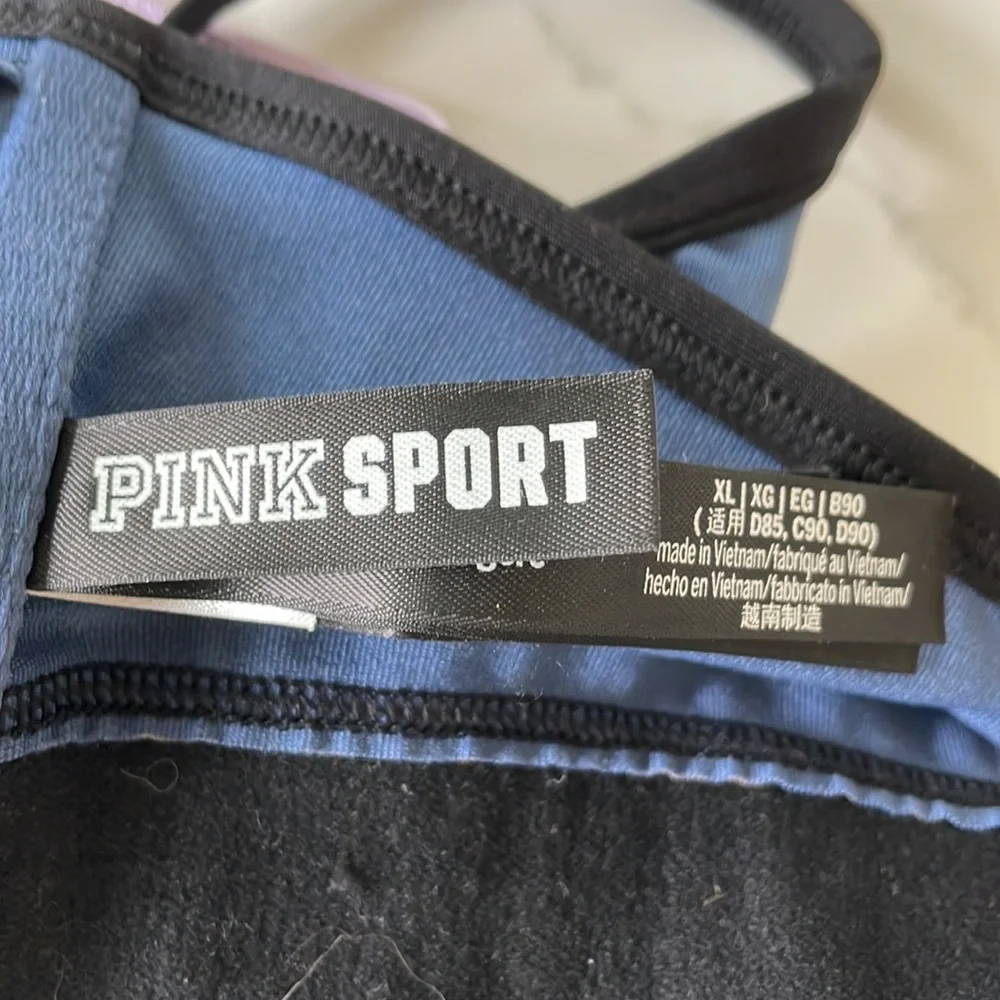 PINK SPORT
XL | XG | EG | B90
(适用 D85, C90, D90)
made in Vietnam/fabriqué au Vietnam/
hecho en Vietnam/fabbricato in Vietnam/
越南制造